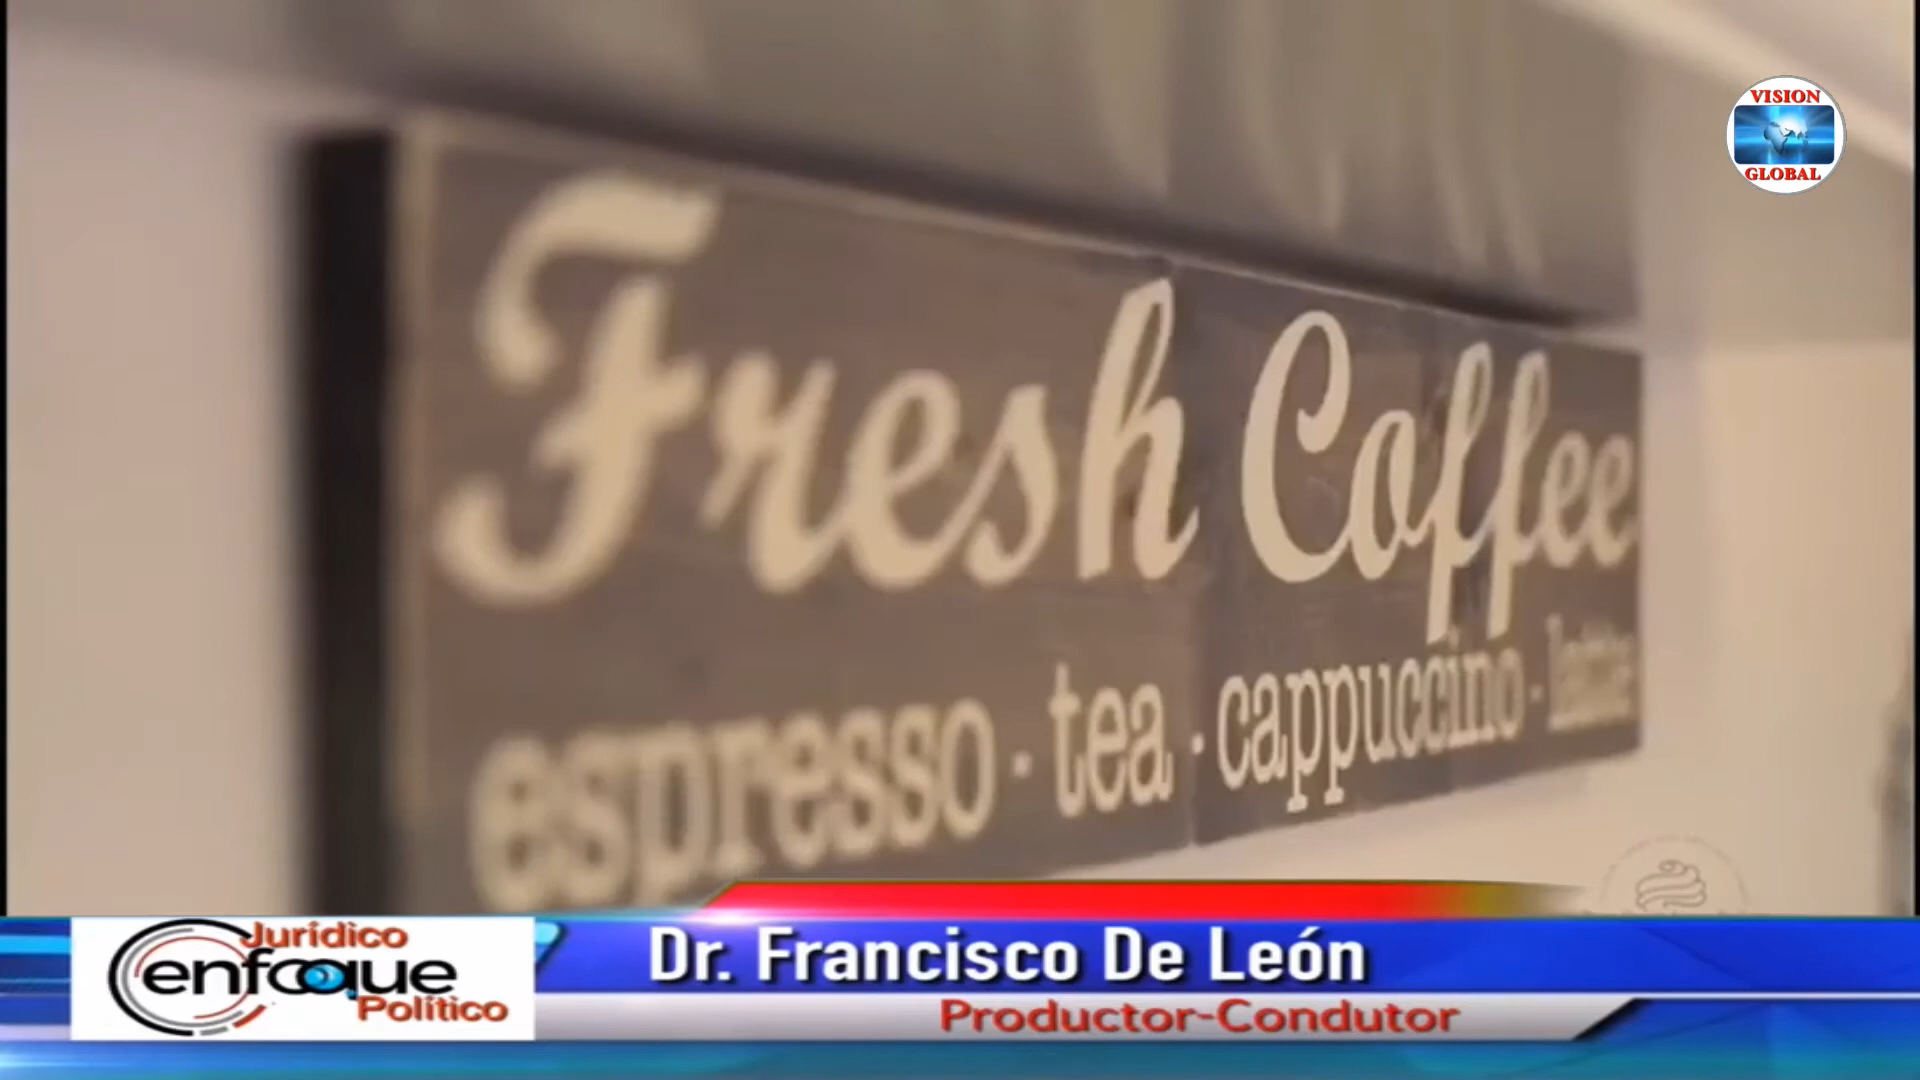 VISION
GLOBAL
Fresh Coffee
espresso · tea · cappuccino · latte
Jurídico
enfoque
Político
Dr. Francisco De León
Productor-Condutor